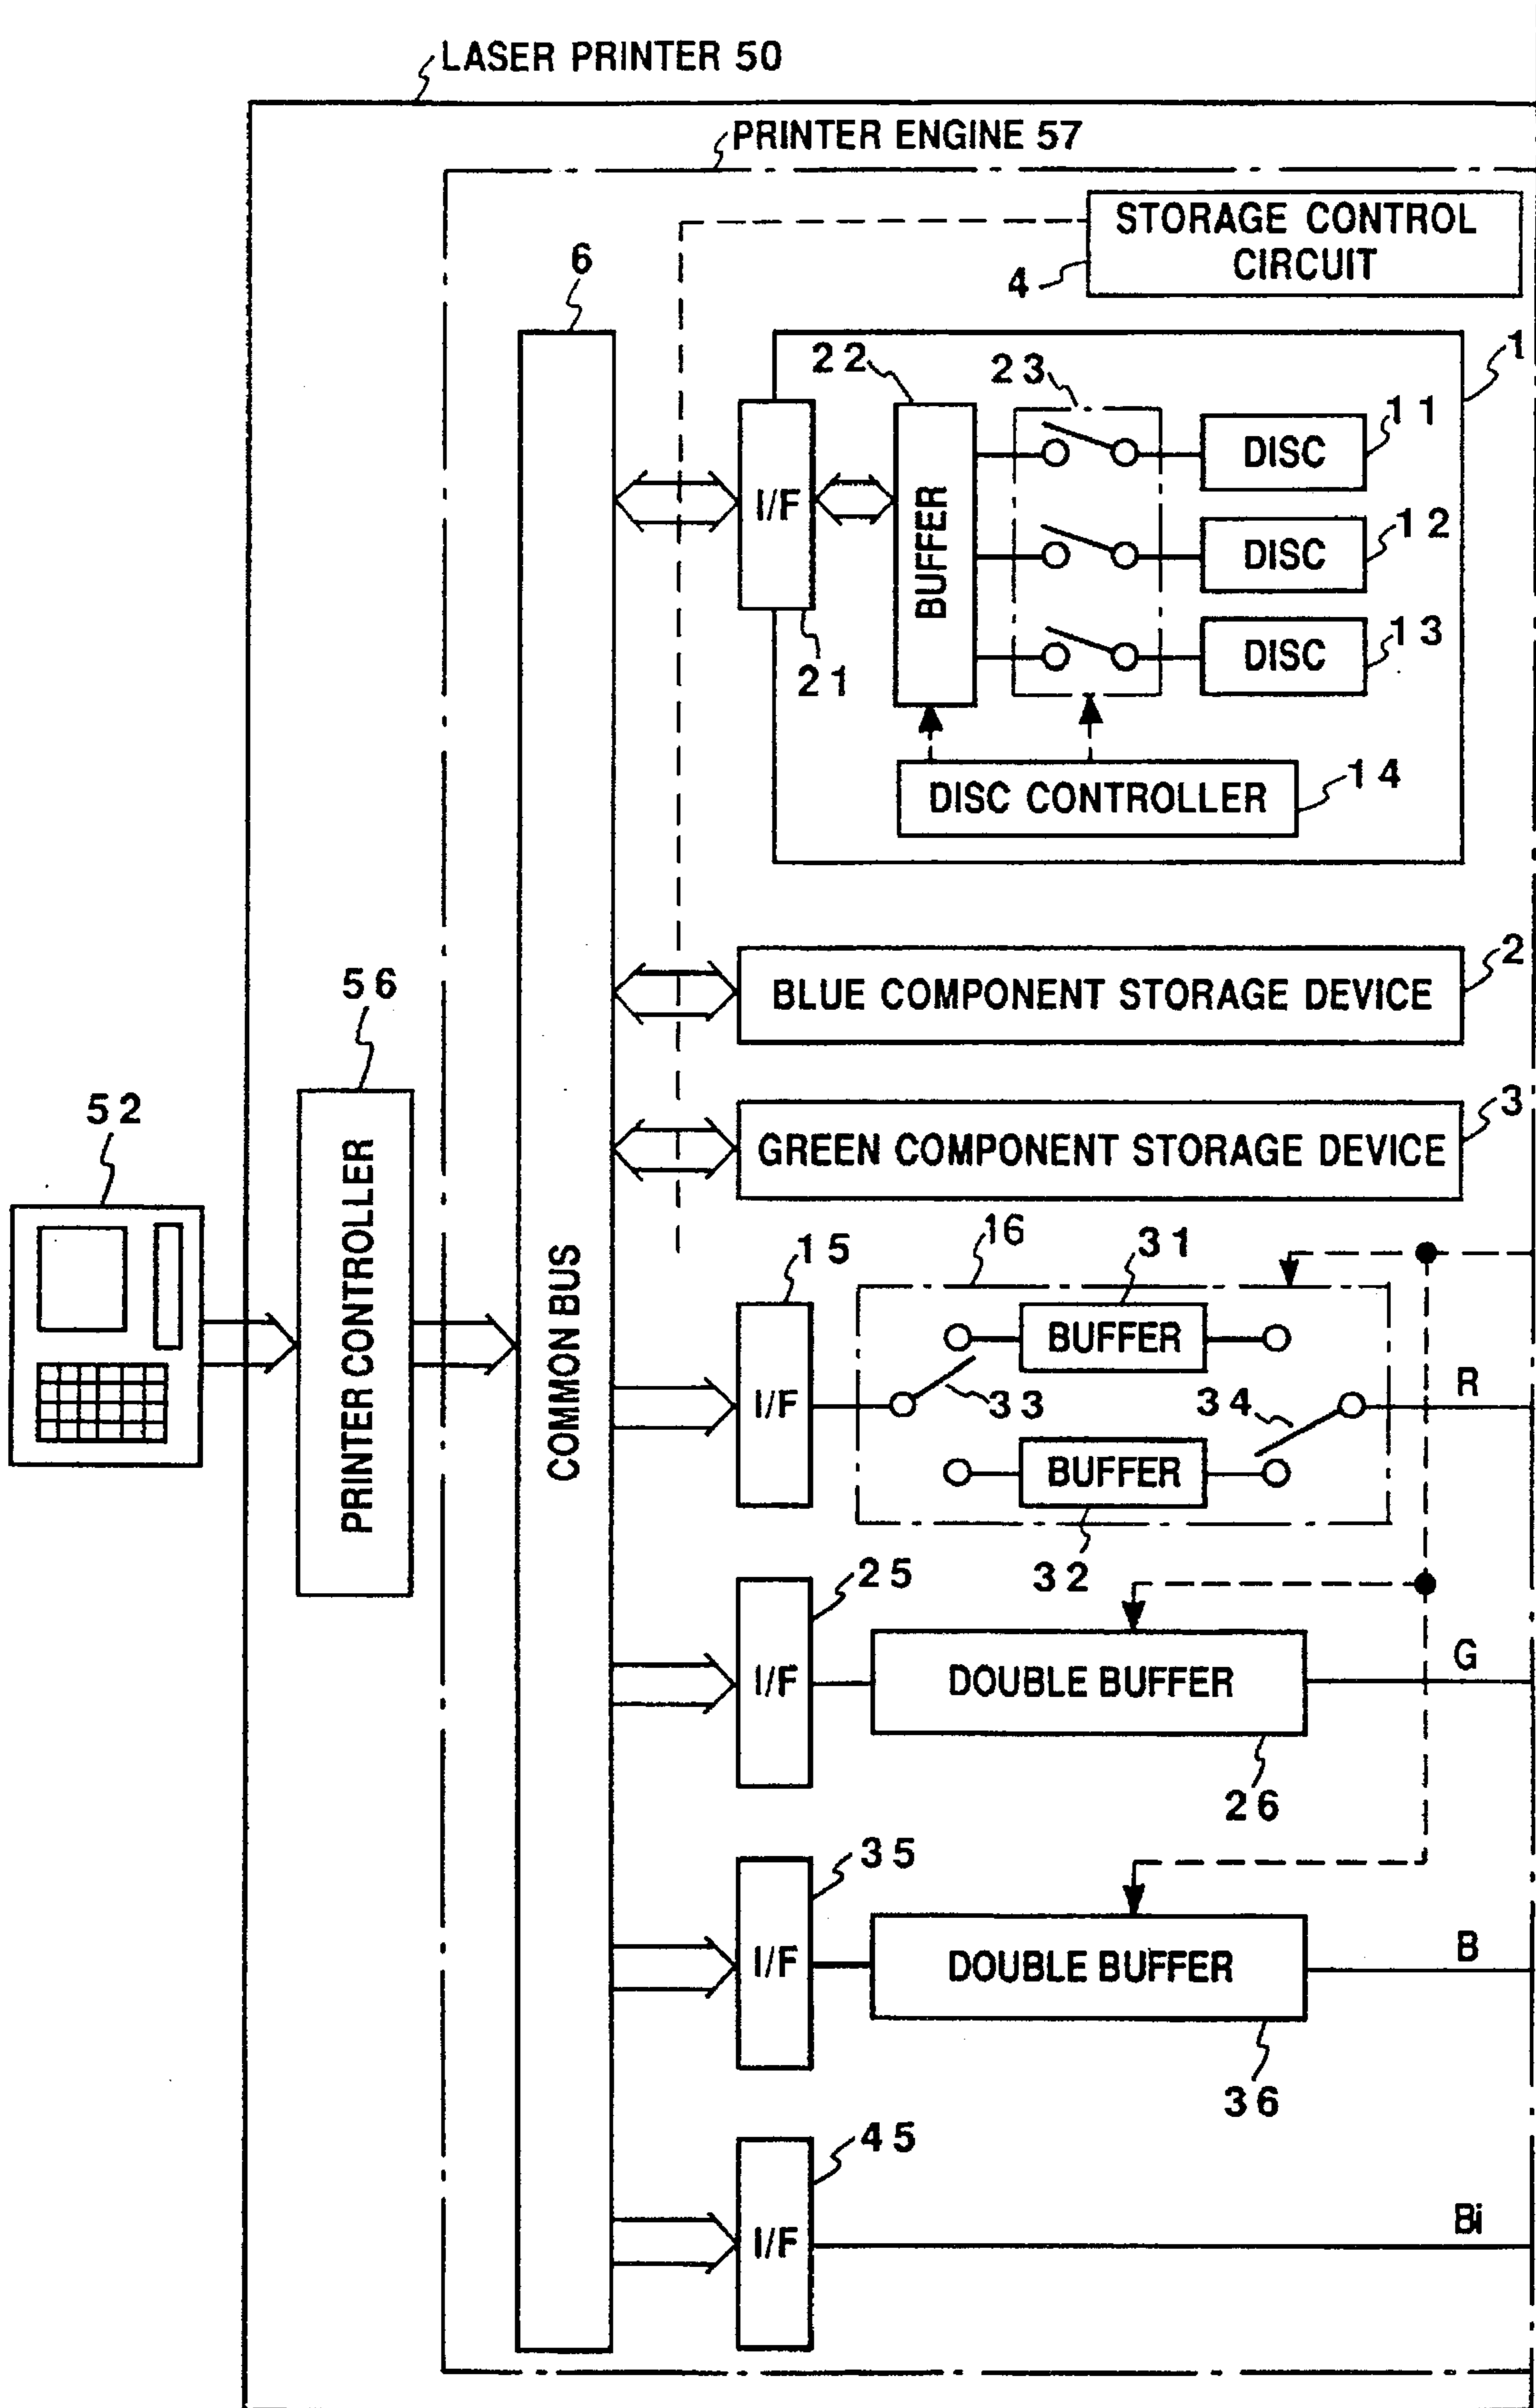 LASER PRINTER 50
PRINTER ENGINE 57
STORAGE CONTROL
CIRCUIT
4
6
1
22
23
11
DISC
I/F
BUFFER
12
DISC
13
DISC
21
14
DISC CONTROLLER
2
BLUE COMPONENT STORAGE DEVICE
56
3
GREEN COMPONENT STORAGE DEVICE
52
PRINTER CONTROLLER
COMMON BUS
15
16
31
BUFFER
I/F
33
34
R
BUFFER
32
25
I/F
DOUBLE BUFFER
G
26
35
I/F
DOUBLE BUFFER
B
36
45
I/F
Bi